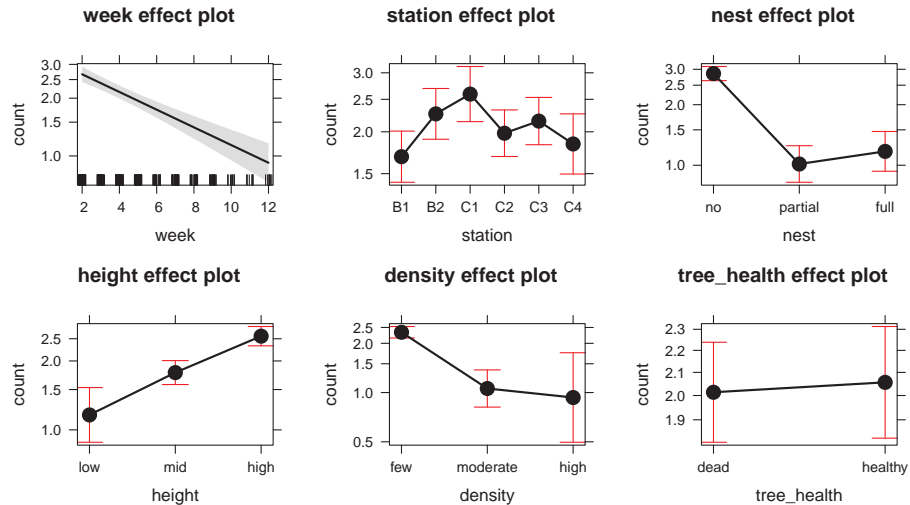 week effect plot
count
3.0
2.5
2.0
1.5
1.0
2 4 6 8 10 12
week
station effect plot
count
3.0
2.5
2.0
1.5
B1 B2 C1 C2 C3 C4
station
nest effect plot
count
3.0
2.5
2.0
1.5
1.0
no partial full
nest
height effect plot
count
2.5
2.0
1.5
1.0
low mid high
height
density effect plot
count
2.5
2.0
1.5
1.0
0.5
few moderate high
density
tree_health effect plot
count
2.3
2.2
2.1
2.0
1.9
dead healthy
tree_health